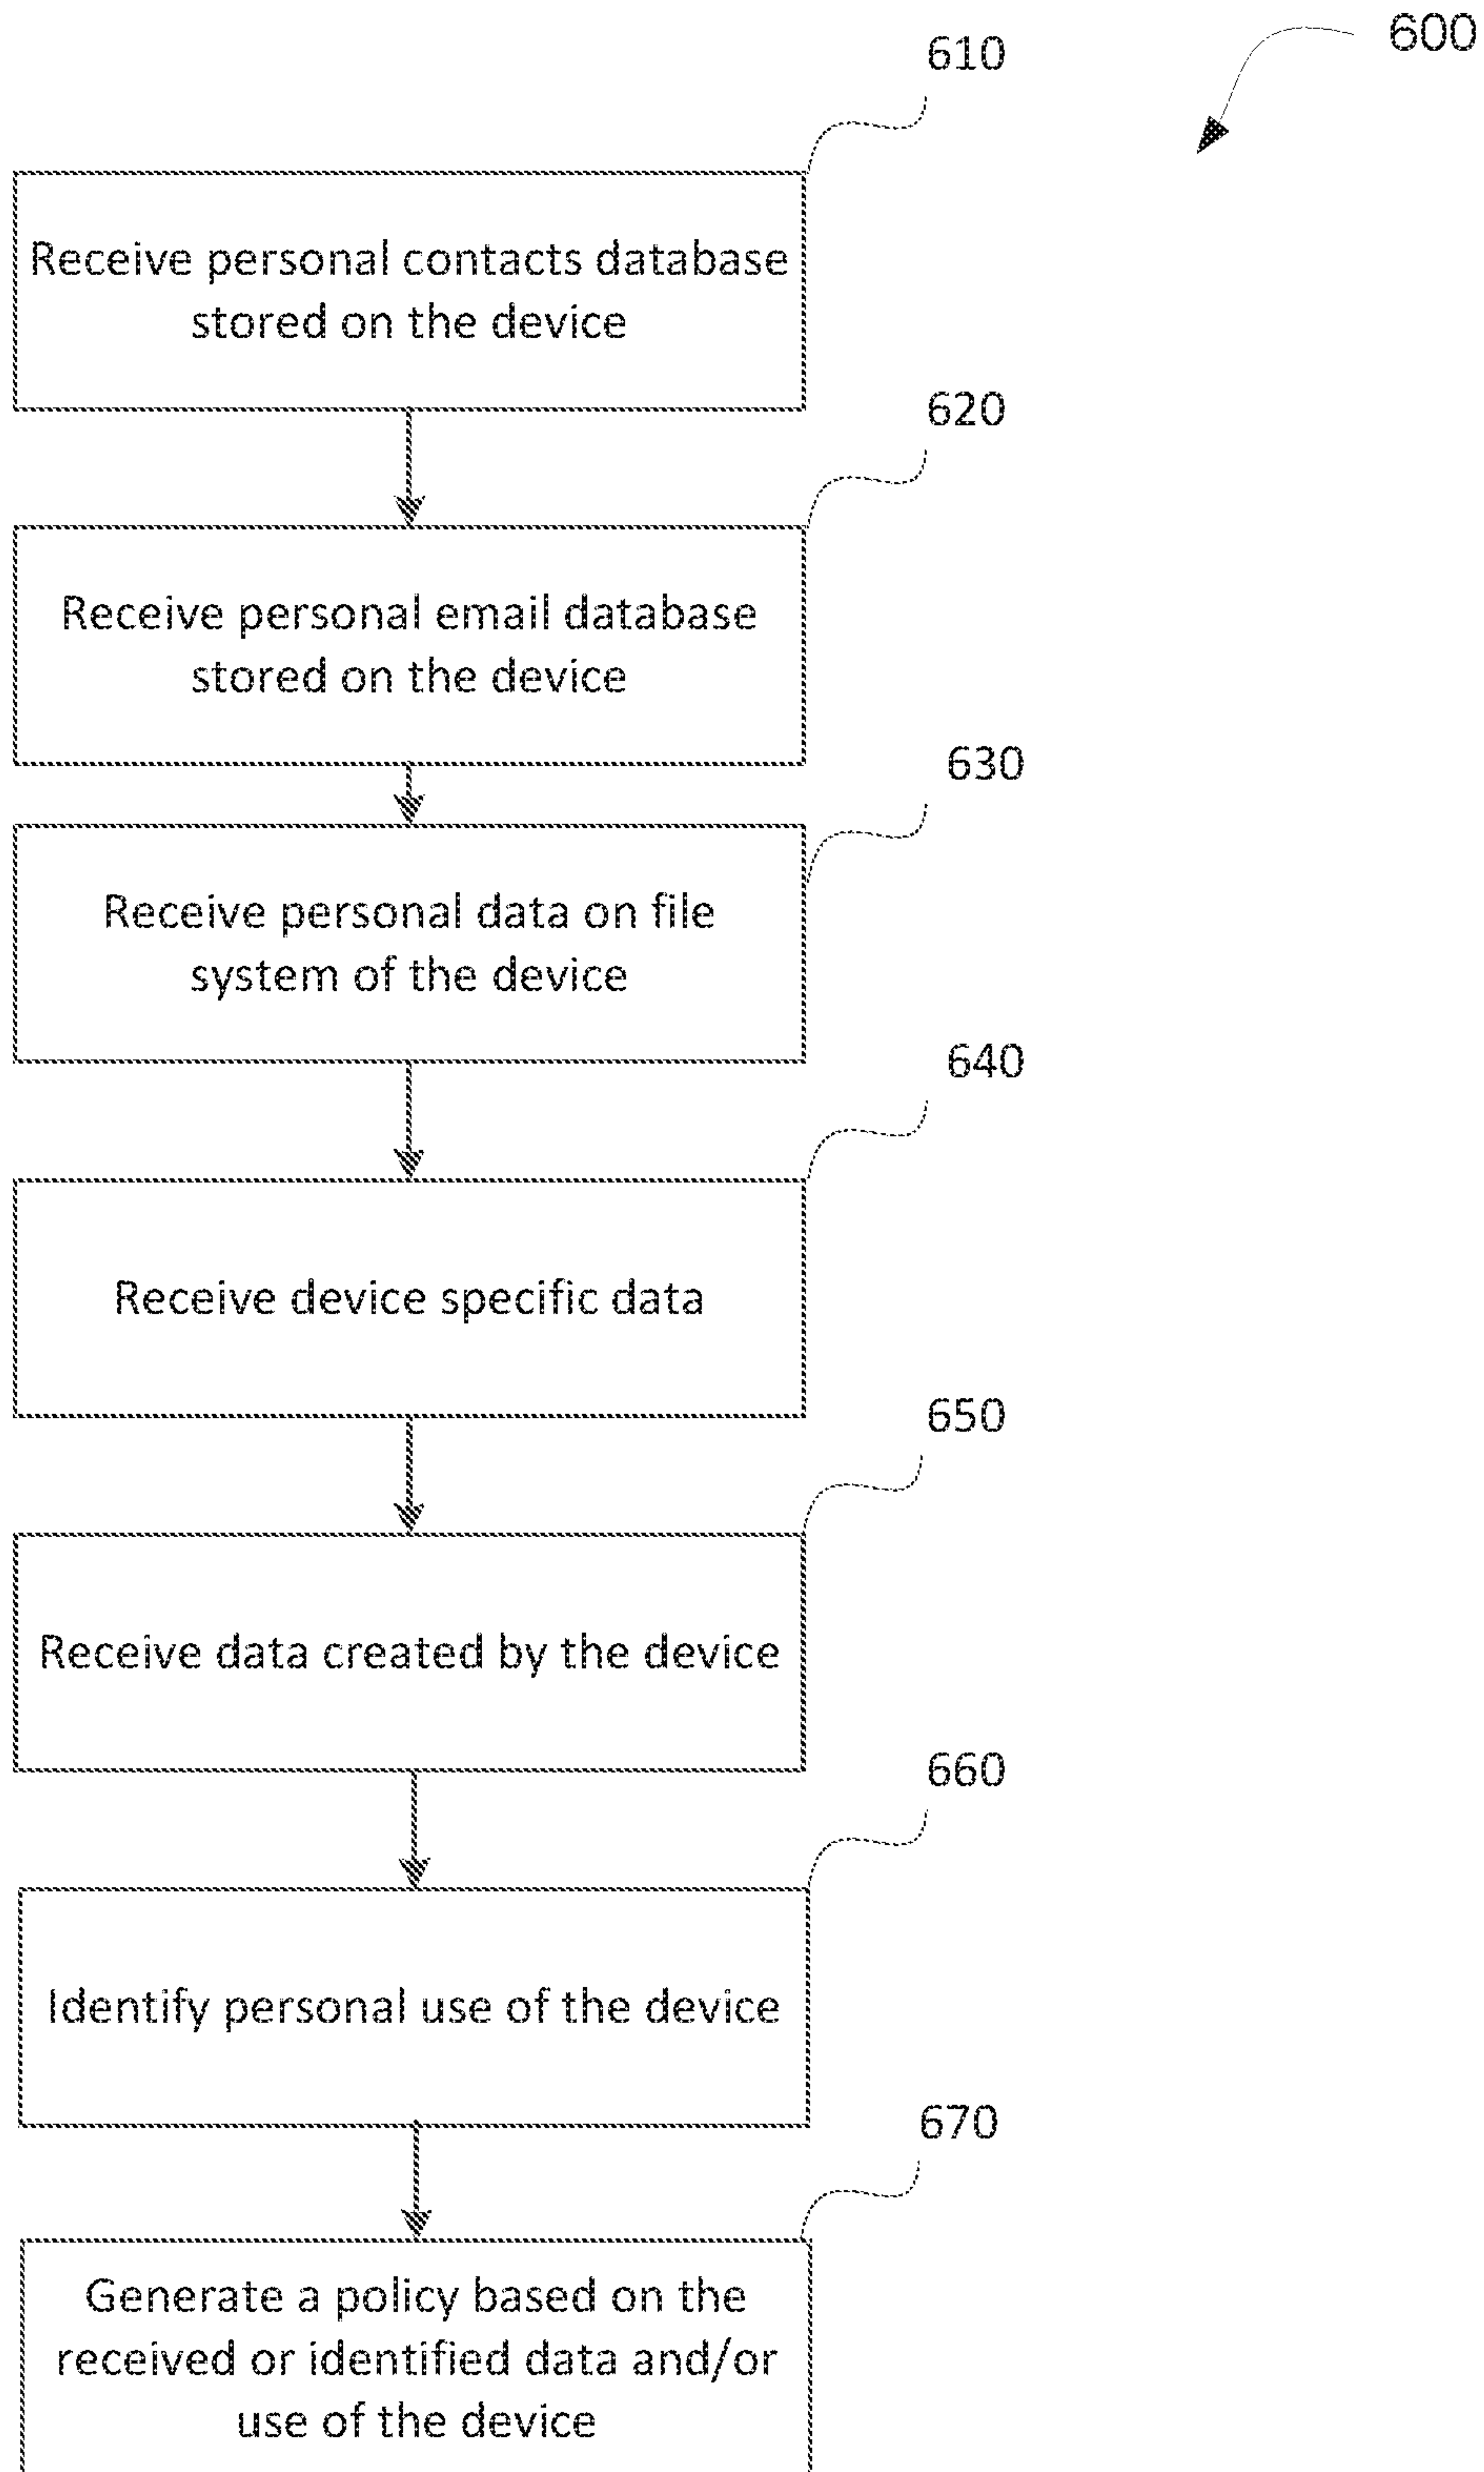 600
610
Receive personal contacts database
stored on the device
620
Receive personal email database
stored on the device
630
Receive personal data on file
system of the device
640
Receive device specific data
650
Receive data created by the device
660
Identify personal use of the device
670
Generate a policy based on the
received or identified data and/or
use of the device